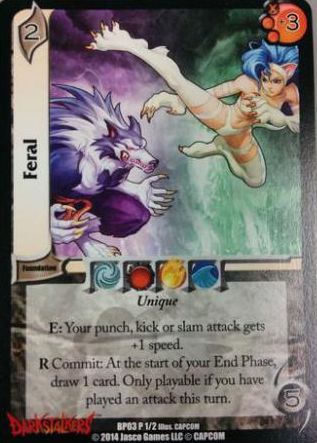 2
+3
Feral
Foundation
Unique
E: Your punch, kick or slam attack gets
+1 speed.
R Commit: At the start of your End Phase,
draw 1 card. Only playable if you have
played an attack this turn.
5
DARKSTALKERS
BP03 P 1/2 Illus. CAPCOM
© 2014 Jasco Games LLC © CAPCOM